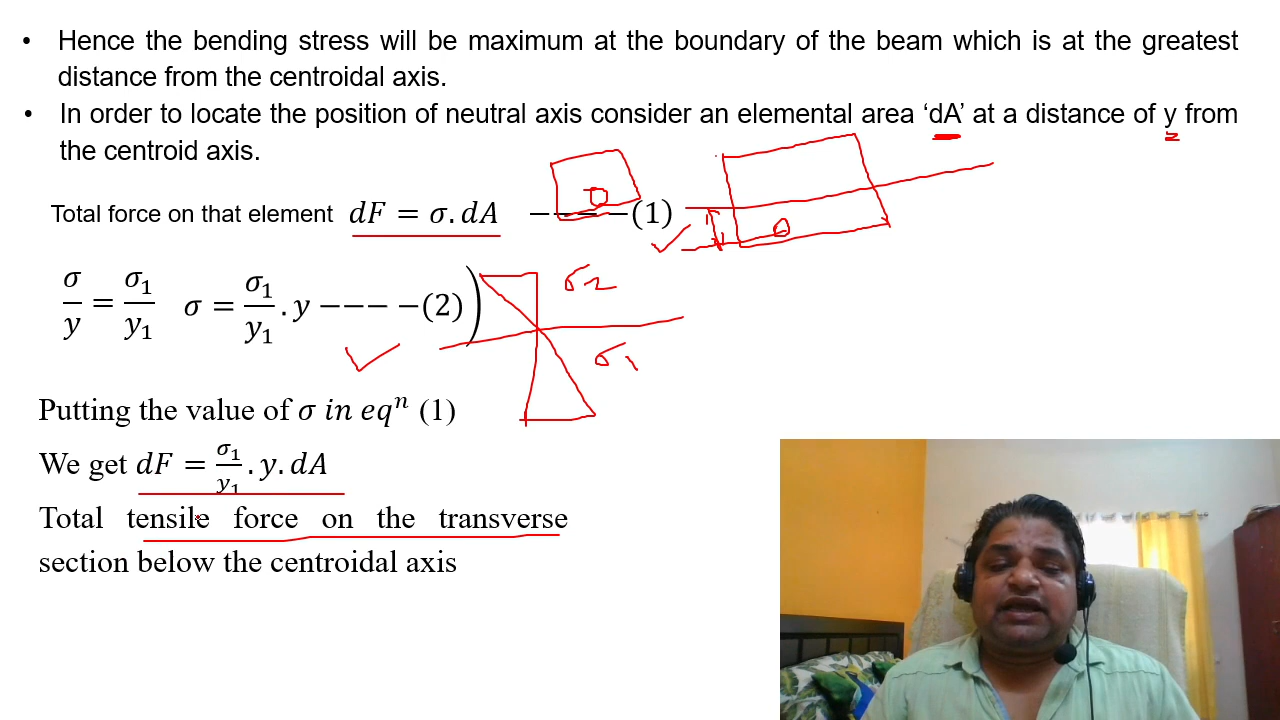 • Hence the bending stress will be maximum at the boundary of the beam which is at the greatest
distance from the centroidal axis.
• In order to locate the position of neutral axis consider an elemental area ‘dA’ at a distance of y from
the centroid axis.
Total force on that element dF = σ.dA −−−−−(1)
σ/y = σ₁/y₁ σ = σ₁/y₁ . y −−−− −(2)
σ2
σ1
Putting the value of σ in eqⁿ (1)
We get dF = σ₁/y₁ . y. dA
Total tensile force on the transverse
section below the centroidal axis